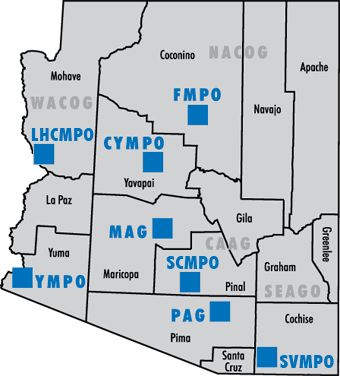 NACOG
Coconino
Mohave
Apache
WACOG
FMPO
Navajo
LHCMPO
CYMPO
Yavapai
La Paz
Gila
MAG
Greenlee
CAAG
Yuma
SCMPO
Maricopa
Graham
YMPO
Pinal
SEAGO
PAG
Cochise
Pima
Santa
Cruz
SVMPO